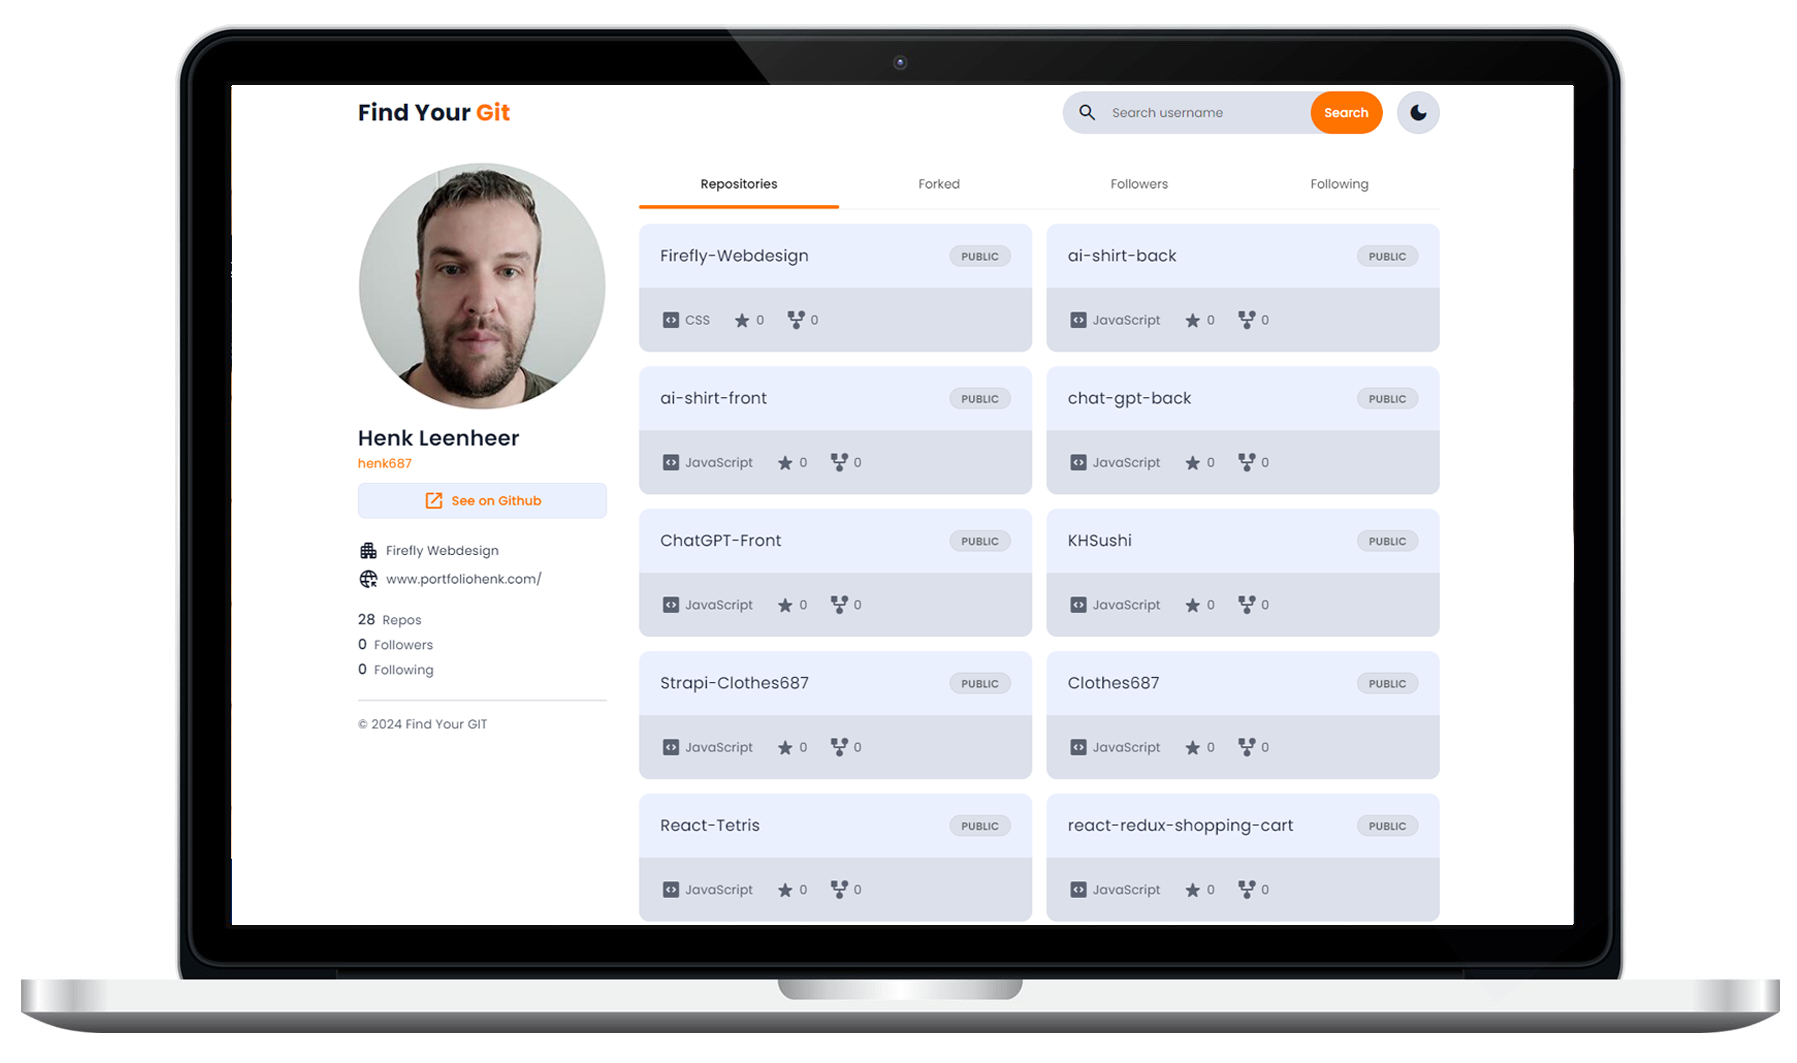 Find Your Git
Search username
Search
Henk Leenheer
henk687
See on Github
Firefly Webdesign
www.portfoliohenk.com/
28 Repos
0 Followers
0 Following
© 2024 Find Your GIT
Repositories Forked Followers Following
Firefly-Webdesign PUBLIC
CSS 0 0
ai-shirt-back PUBLIC
JavaScript 0 0
ai-shirt-front PUBLIC
JavaScript 0 0
chat-gpt-back PUBLIC
JavaScript 0 0
ChatGPT-Front PUBLIC
JavaScript 0 0
KHSushi PUBLIC
JavaScript 0 0
Strapi-Clothes687 PUBLIC
JavaScript 0 0
Clothes687 PUBLIC
JavaScript 0 0
React-Tetris PUBLIC
JavaScript 0 0
react-redux-shopping-cart PUBLIC
JavaScript 0 0